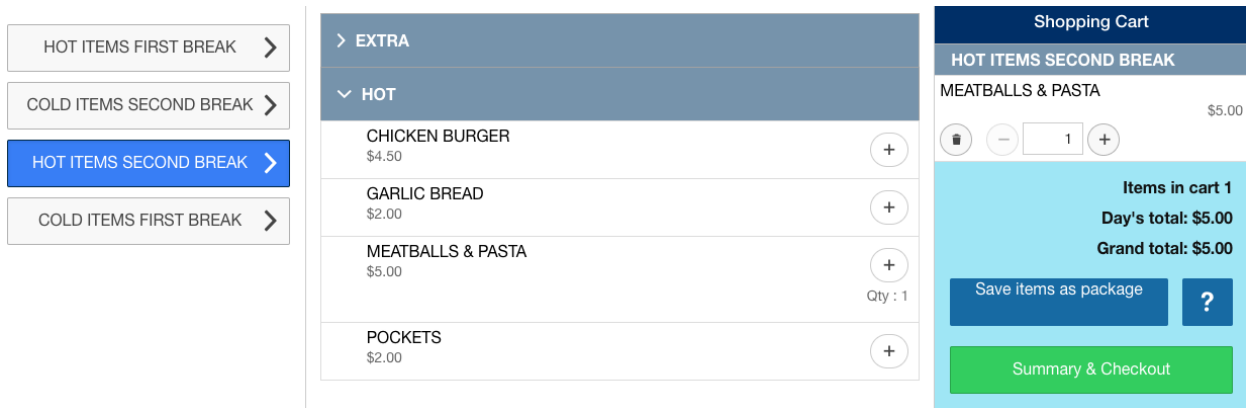 HOT ITEMS FIRST BREAK
COLD ITEMS SECOND BREAK
HOT ITEMS SECOND BREAK
COLD ITEMS FIRST BREAK
EXTRA
HOT
CHICKEN BURGER
$4.50
+
GARLIC BREAD
$2.00
+
MEATBALLS & PASTA
$5.00
+
Qty : 1
POCKETS
$2.00
+
Shopping Cart
HOT ITEMS SECOND BREAK
MEATBALLS & PASTA
$5.00
− 1 +
Items in cart 1
Day's total: $5.00
Grand total: $5.00
Save items as package ?
Summary & Checkout